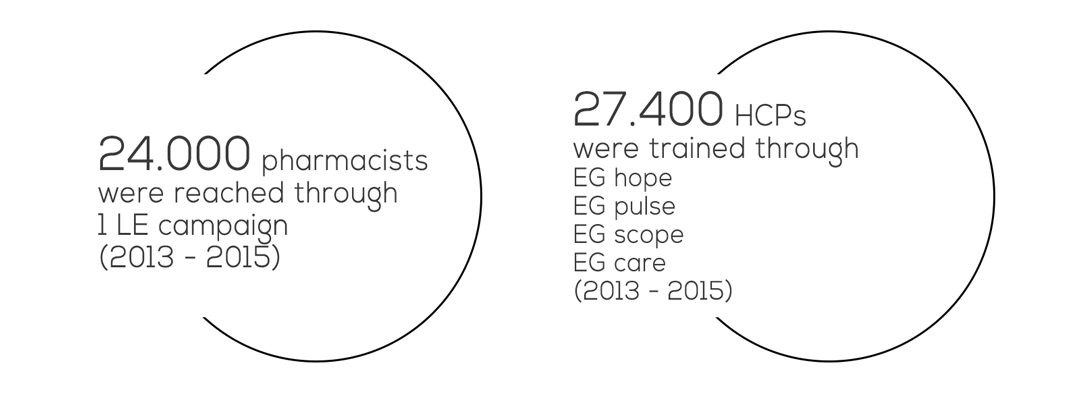 24.000 pharmacists
were reached through
1 LE campaign
(2013 - 2015)
27.400 HCPs
were trained through
EG hope
EG pulse
EG scope
EG care
(2013 - 2015)